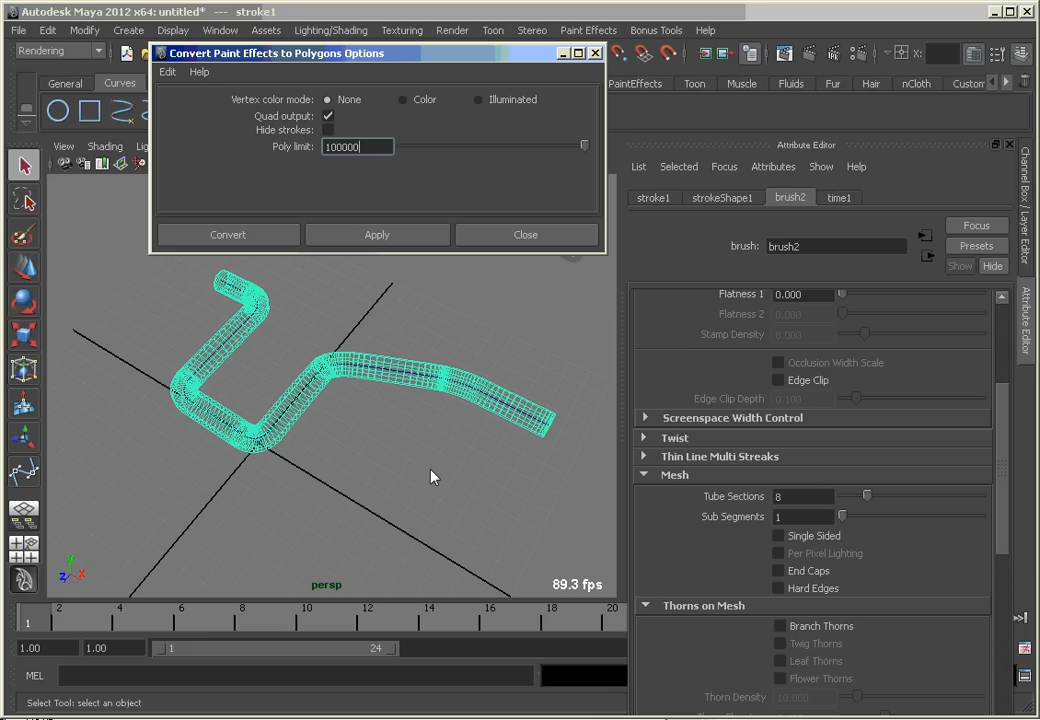 Autodesk Maya 2012 x64: untitled* --- stroke1
File Edit Modify Create Display Window Assets Lighting/Shading Texturing Render Toon Stereo Paint Effects Bonus Tools Help
Rendering
Convert Paint Effects to Polygons Options
Edit Help
General Curves PaintEffects Toon Muscle Fluids Fur Hair nCloth Custom
Vertex color mode: None Color Illuminated
Quad output:
Hide strokes:
Poly limit: 100000
Convert Apply Close
View Shading
persp
89.3 fps
Attribute Editor
List Selected Focus Attributes Show Help
stroke1 strokeShape1 brush2 time1
brush: brush2
Focus
Presets
Show Hide
Flatness 1 0.000
Flatness 2 0.000
Stamp Density 8.000
Occlusion Width Scale
Edge Clip
Edge Clip Depth 0.100
Screenspace Width Control
Twist
Thin Line Multi Streaks
Mesh
Tube Sections 8
Sub Segments 1
Single Sided
Per Pixel Lighting
End Caps
Hard Edges
Thorns on Mesh
Branch Thorns
Twig Thorns
Leaf Thorns
Flower Thorns
Thorn Density 10.000
Channel Box / Layer Editor
Attribute Editor
2 4 6 8 10 12 14 16 18 20
1
1.00 1.00 1 24
MEL
Select Tool: select an object